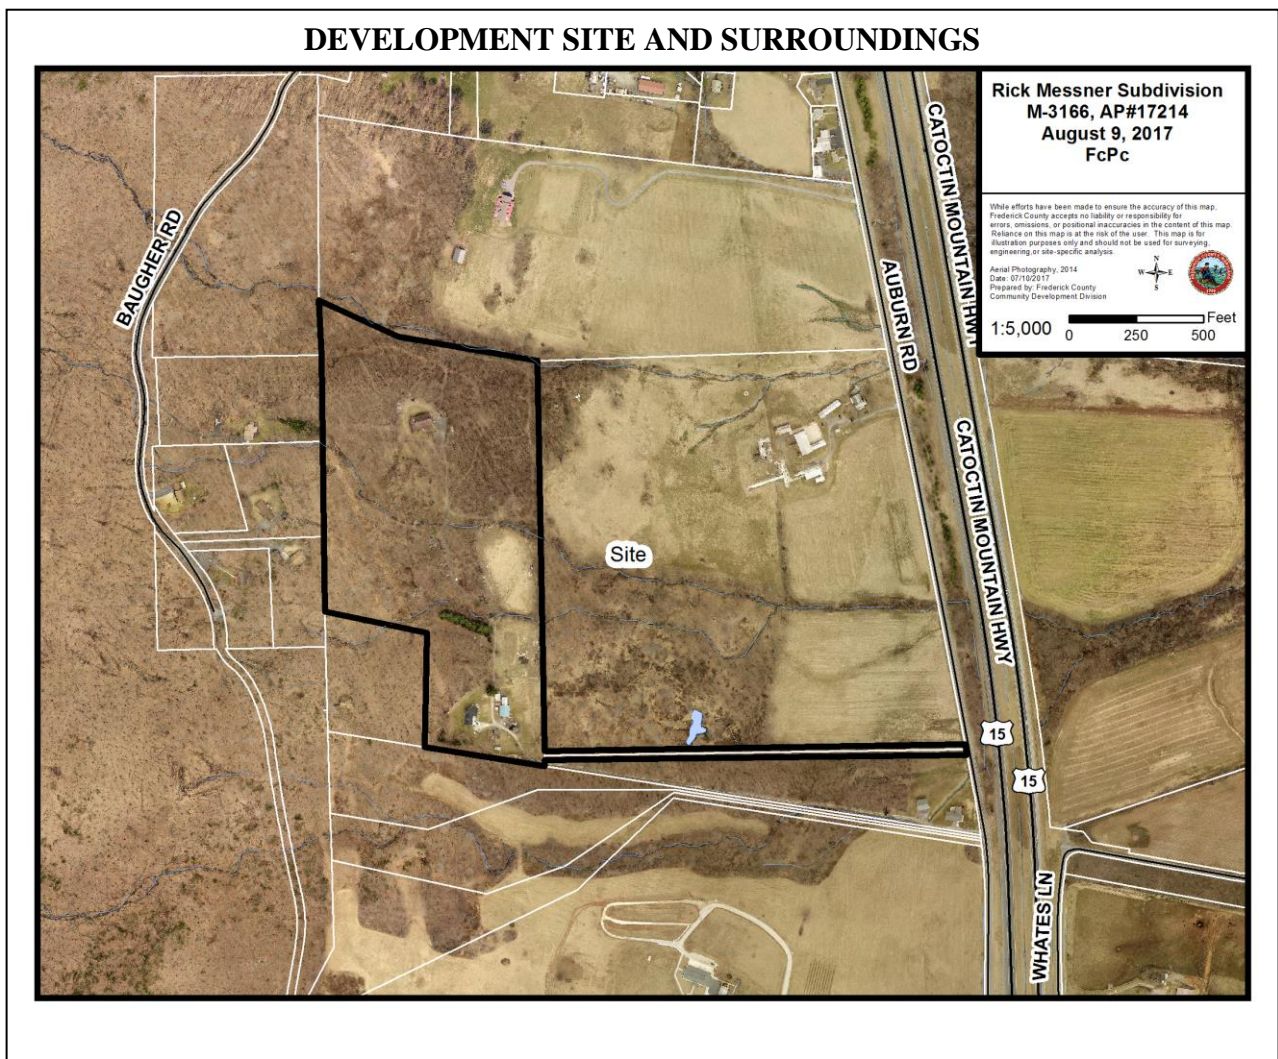 DEVELOPMENT SITE AND SURROUNDINGS
Rick Messner Subdivision
M-3166, AP#17214
August 9, 2017
FcPc
While efforts have been made to ensure the accuracy of this map,
Frederick County accepts no liability or responsibility for
errors, omissions, or positional inaccuracies in the content of this map.
Reliance on this map is at the risk of the user. This map is for
illustration purposes only and should not be used for surveying,
engineering, or site-specific analysis.
Aerial Photography, 2014
Date: 07/10/2017
Prepared by: Frederick County
Community Development Division
N
W E
S
1:5,000
Feet
0 250 500
BAUGHER RD
CATOCTIN MOUNTAIN HWY
AUBURN RD
CATOCTIN MOUNTAIN HWY
Site
15
15
WHATES LN